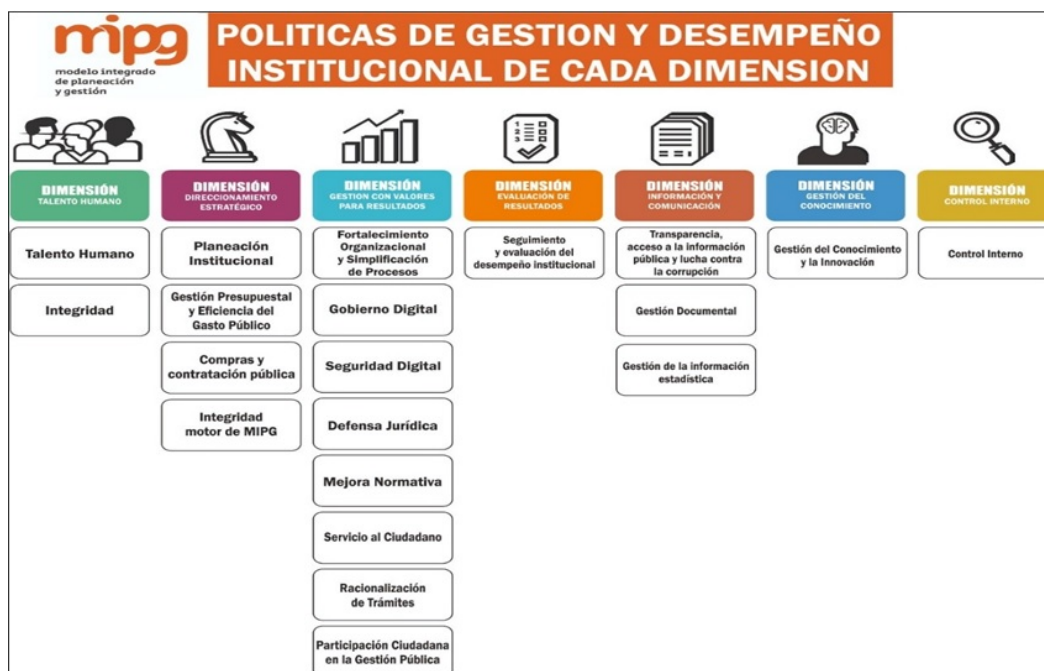 mipg
modelo integrado
de planeación
y gestión
POLITICAS DE GESTION Y DESEMPEÑO
INSTITUCIONAL DE CADA DIMENSION
1
2
3
DIMENSIÓN
TALENTO HUMANO
Talento Humano
Integridad
DIMENSIÓN
DIRECCIONAMIENTO
ESTRATÉGICO
Planeación
Institucional
Gestión Presupuestal
y Eficiencia del
Gasto Público
Compras y
contratación pública
Integridad
motor de MIPG
DIMENSIÓN
GESTION CON VALORES
PARA RESULTADOS
Fortalecimiento
Organizacional
y Simplificación
de Procesos
Gobierno Digital
Seguridad Digital
Defensa Jurídica
Mejora Normativa
Servicio al Ciudadano
Racionalización
de Trámites
Participación Ciudadana
en la Gestión Pública
DIMENSIÓN
EVALUACIÓN DE
RESULTADOS
Seguimiento
y evaluación del
desempeño institucional
DIMENSIÓN
INFORMACIÓN Y
COMUNICACIÓN
Transparencia,
acceso a la información
pública y lucha contra
la corrupción
Gestión Documental
Gestión de la información
estadística
DIMENSIÓN
GESTIÓN DEL
CONOCIMIENTO
Gestión del Conocimiento
y la Innovación
DIMENSIÓN
CONTROL INTERNO
Control Interno